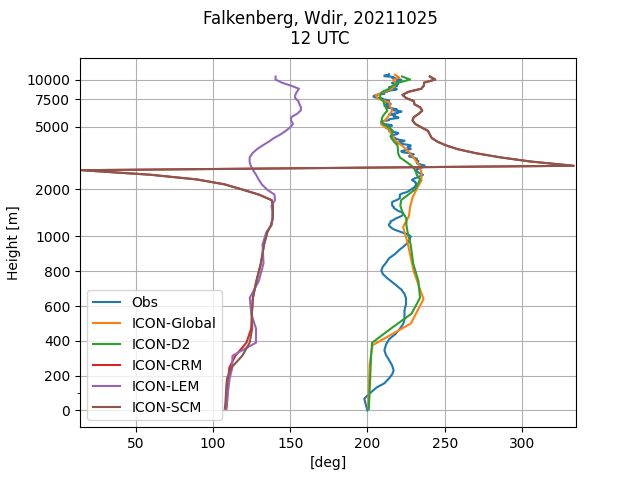 Falkenberg, Wdir, 20211025
12 UTC
10000
7500
5000
2000
1000
800
600
400
200
0
Height [m]
Obs
ICON-Global
ICON-D2
ICON-CRM
ICON-LEM
ICON-SCM
50
100
150
200
250
300
[deg]